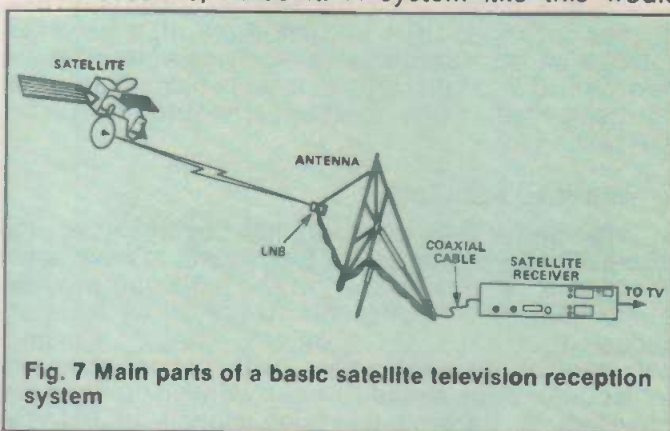 SATELLITE
ANTENNA
LNB
COAXIAL
CABLE
SATELLITE
RECEIVER
TO TV
Fig. 7 Main parts of a basic satellite television reception
system